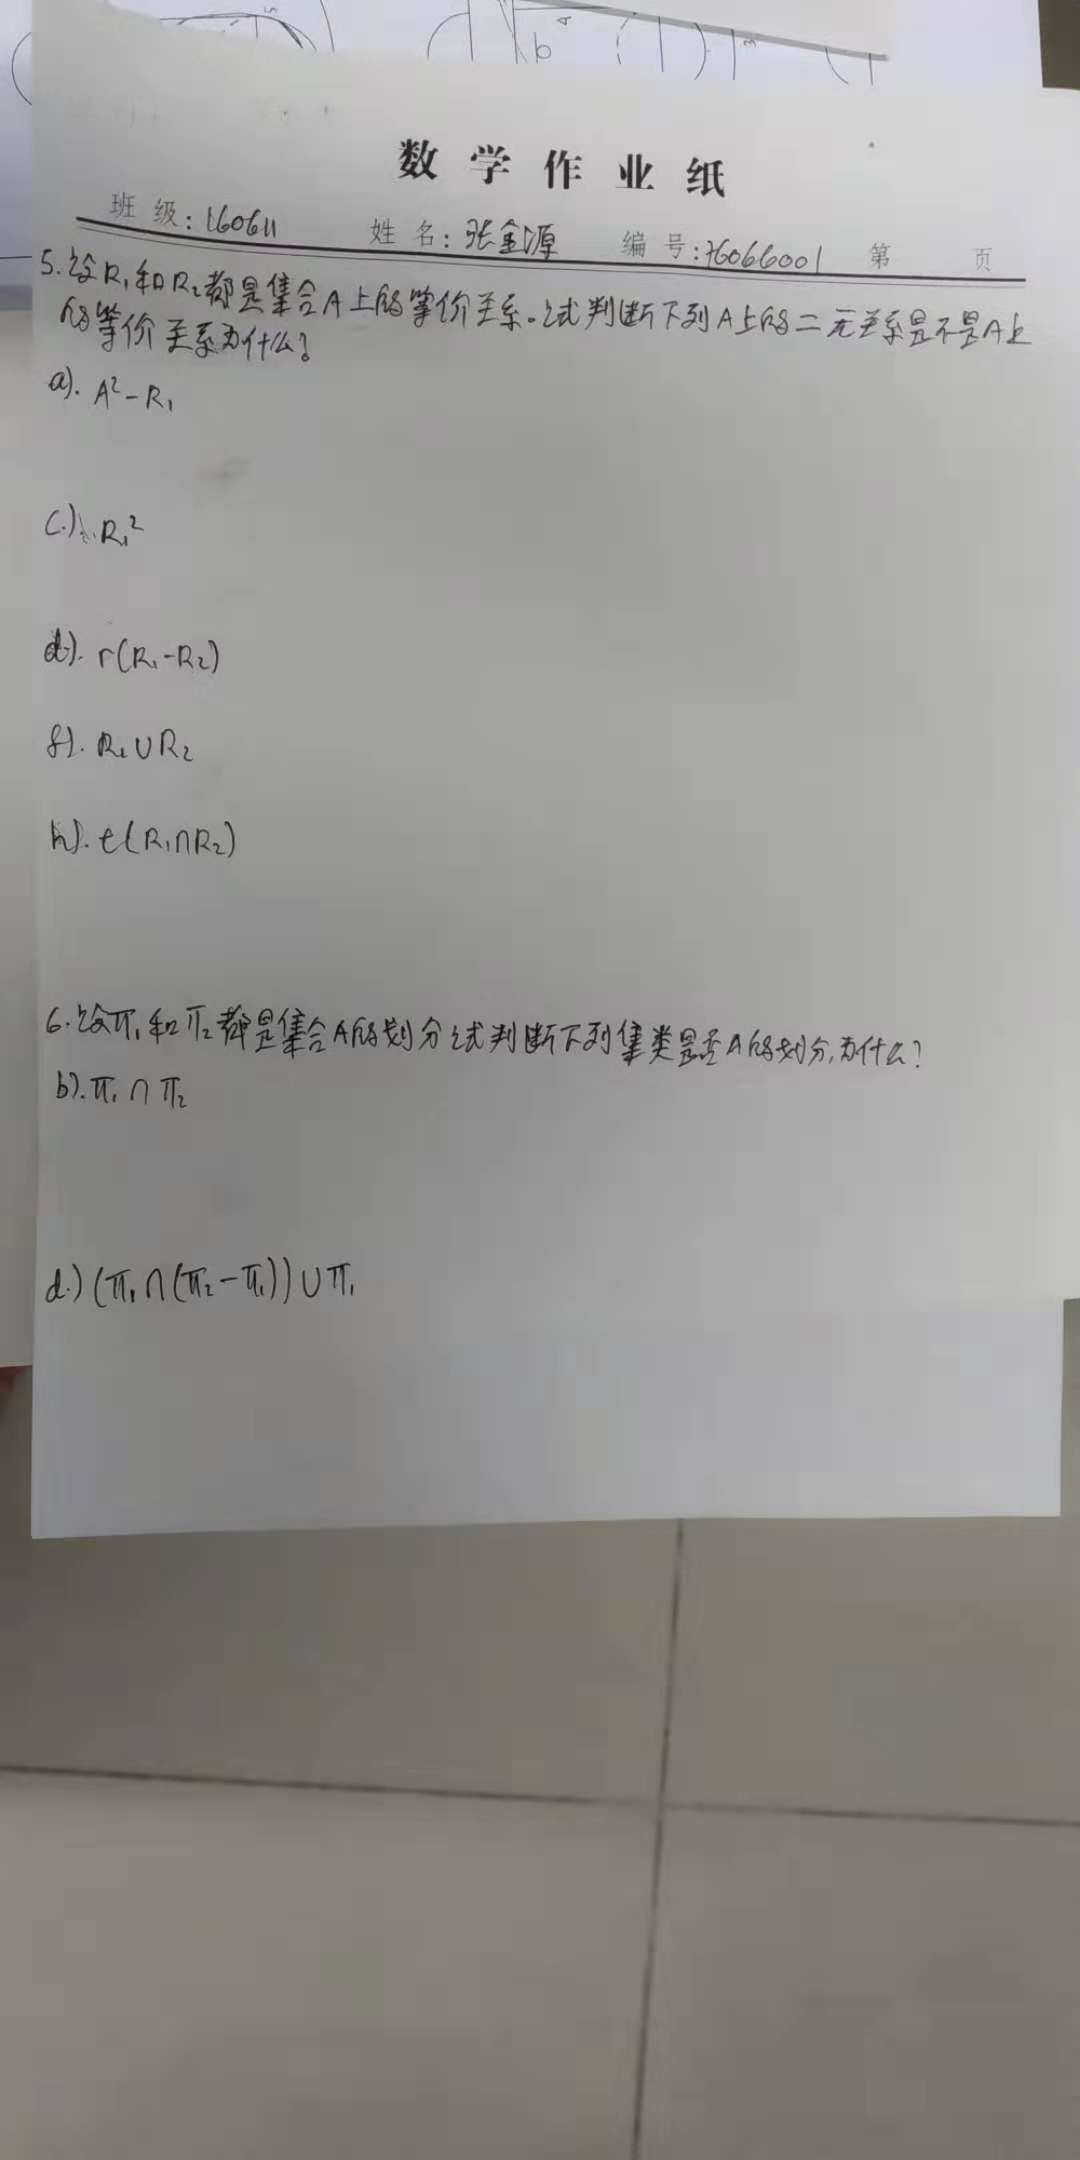 b
数学作业纸
班级：160611 姓名：张金源 编号：76066001 第 页
5.设R₁和R₂都是集合A上的等价关系。试判断下列A上的二元关系是不是A上
的等价关系为什么？
a). A²-R₁
c). R₁²
d). r(R₁-R₂)
f). R₁∪R₂
h). t(R₁∩R₂)
6.设π₁和π₂都是集合A的划分试判断下列集类是否A的划分,为什么？
b). π₁∩π₂
d.) (π₁∩(π₂-π₁))∪π₁